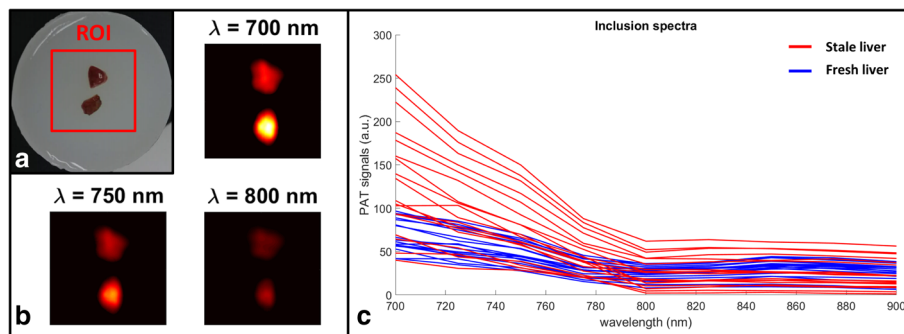 ROI
a
λ = 700 nm
λ = 750 nm
λ = 800 nm
b
Inclusion spectra
Stale liver
Fresh liver
PAT signals (a.u.)
300
250
200
150
100
50
0
700
720
740
760
780
800
820
840
860
880
900
wavelength (nm)
c